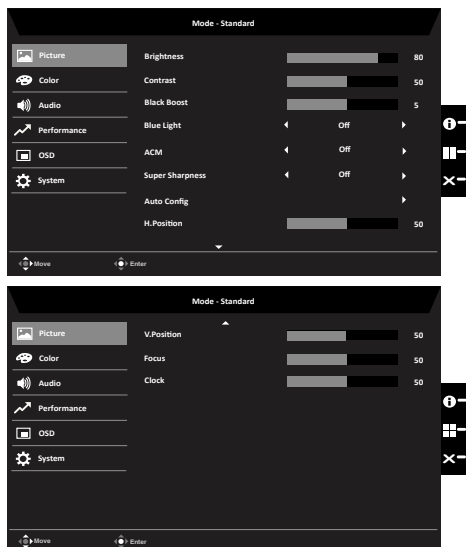 Mode - Standard
Picture
Brightness 80
Color
Contrast 50
Audio
Black Boost 5
Performance
Blue Light Off
OSD
ACM Off
System
Super Sharpness Off
Auto Config
H.Position 50
Move Enter
Mode - Standard
Picture
V.Position 50
Color
Focus 50
Audio
Clock 50
Performance
OSD
System
Move Enter